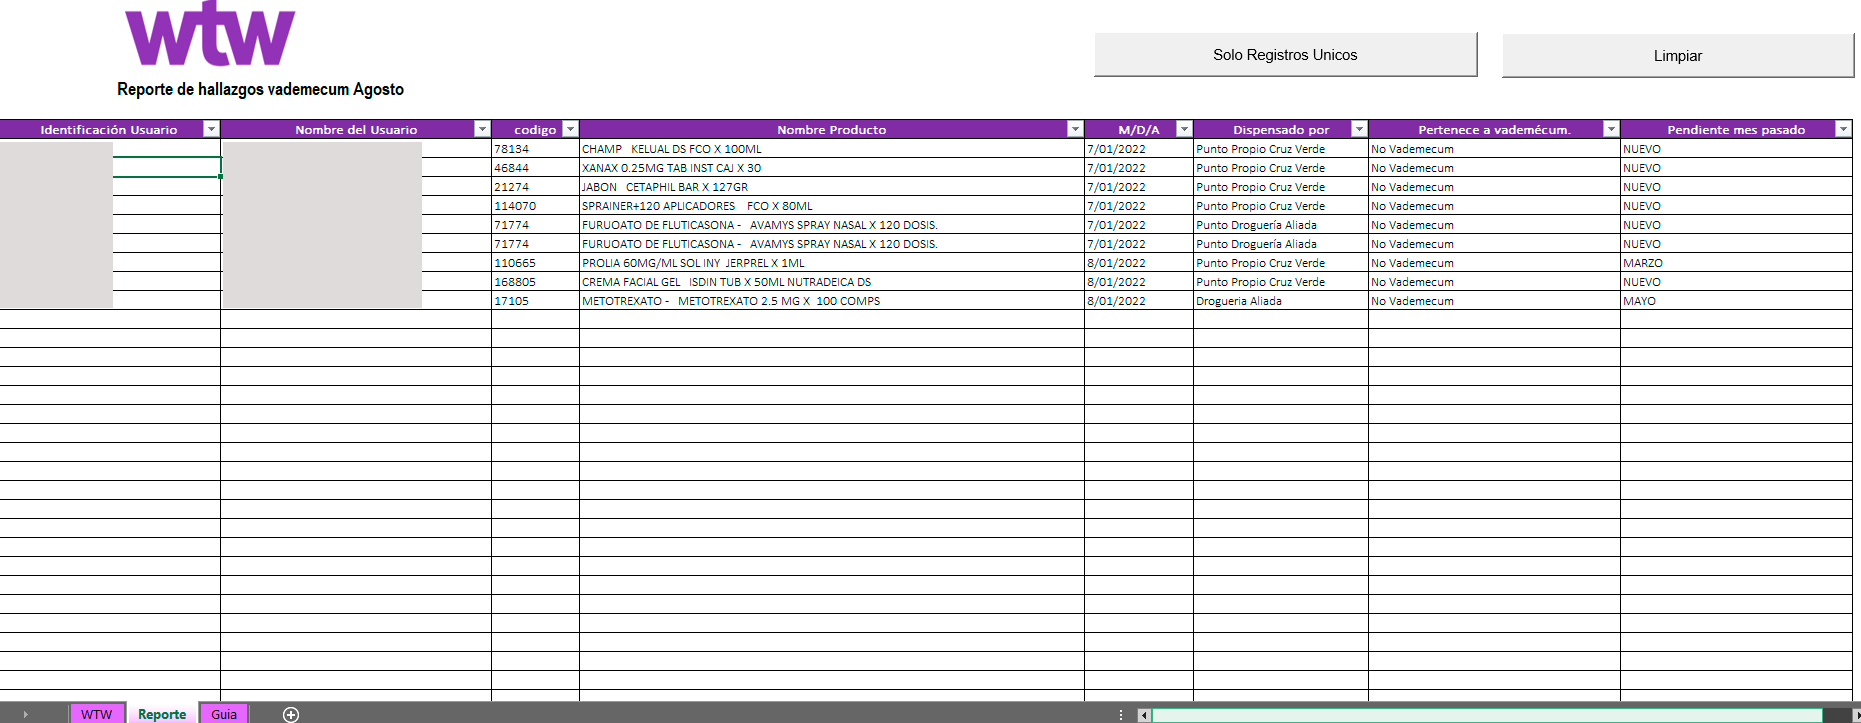 wtw
Solo Registros Unicos
Limpiar
Reporte de hallazgos vademecum Agosto
Identificación Usuario Nombre del Usuario codigo Nombre Producto M/D/A Dispensado por Pertenece a vademécum. Pendiente mes pasado
78134 CHAMP KELUAL DS FCO X 100ML 7/01/2022 Punto Propio Cruz Verde No Vademecum NUEVO
46844 XANAX 0.25MG TAB INST CAJ X 30 7/01/2022 Punto Propio Cruz Verde No Vademecum NUEVO
21274 JABON CETAPHIL BAR X 127GR 7/01/2022 Punto Propio Cruz Verde No Vademecum NUEVO
114070 SPRAINER+120 APLICADORES FCO X 80ML 7/01/2022 Punto Propio Cruz Verde No Vademecum NUEVO
71774 FURUOATO DE FLUTICASONA - AVAMYS SPRAY NASAL X 120 DOSIS. 7/01/2022 Punto Droguería Aliada No Vademecum NUEVO
71774 FURUOATO DE FLUTICASONA - AVAMYS SPRAY NASAL X 120 DOSIS. 7/01/2022 Punto Droguería Aliada No Vademecum NUEVO
110665 PROLIA 60MG/ML SOL INY JERPREL X 1ML 8/01/2022 Punto Propio Cruz Verde No Vademecum MARZO
168805 CREMA FACIAL GEL ISDIN TUB X 50ML NUTRADEICA DS 8/01/2022 Punto Propio Cruz Verde No Vademecum NUEVO
17105 METOTREXATO - METOTREXATO 2.5 MG X 100 COMPS 8/01/2022 Drogueria Aliada No Vademecum MAYO
WTW Reporte Guia